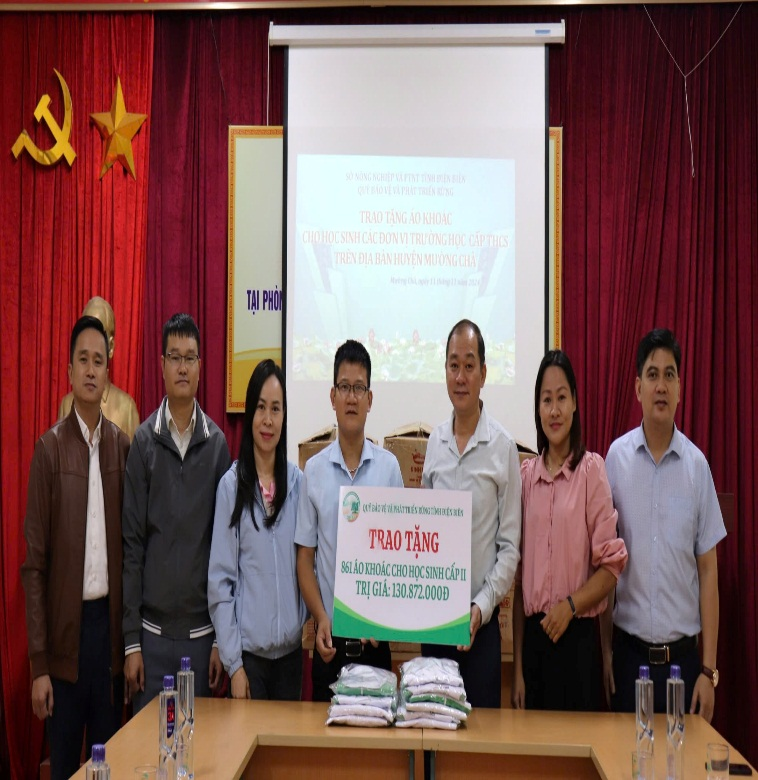 SỞ NÔNG NGHIỆP VÀ PTNT TỈNH ĐIỆN BIÊN
QUỸ BẢO VỆ VÀ PHÁT TRIỂN RỪNG
TRAO TẶNG ÁO KHOÁC
CHO HỌC SINH CÁC ĐƠN VỊ TRƯỜNG HỌC CẤP THCS
TRÊN ĐỊA BÀN HUYỆN MƯỜNG CHÀ
Mường Chà, ngày 11 tháng 11 năm
TẠI PHÒN
QUỸ BẢO VỆ VÀ PHÁT TRIỂN RỪNG TỈNH ĐIỆN BIÊN
TRAO TẶNG
861 ÁO KHOÁC CHO HỌC SINH CẤP II
TRỊ GIÁ: 130.872.000Đ